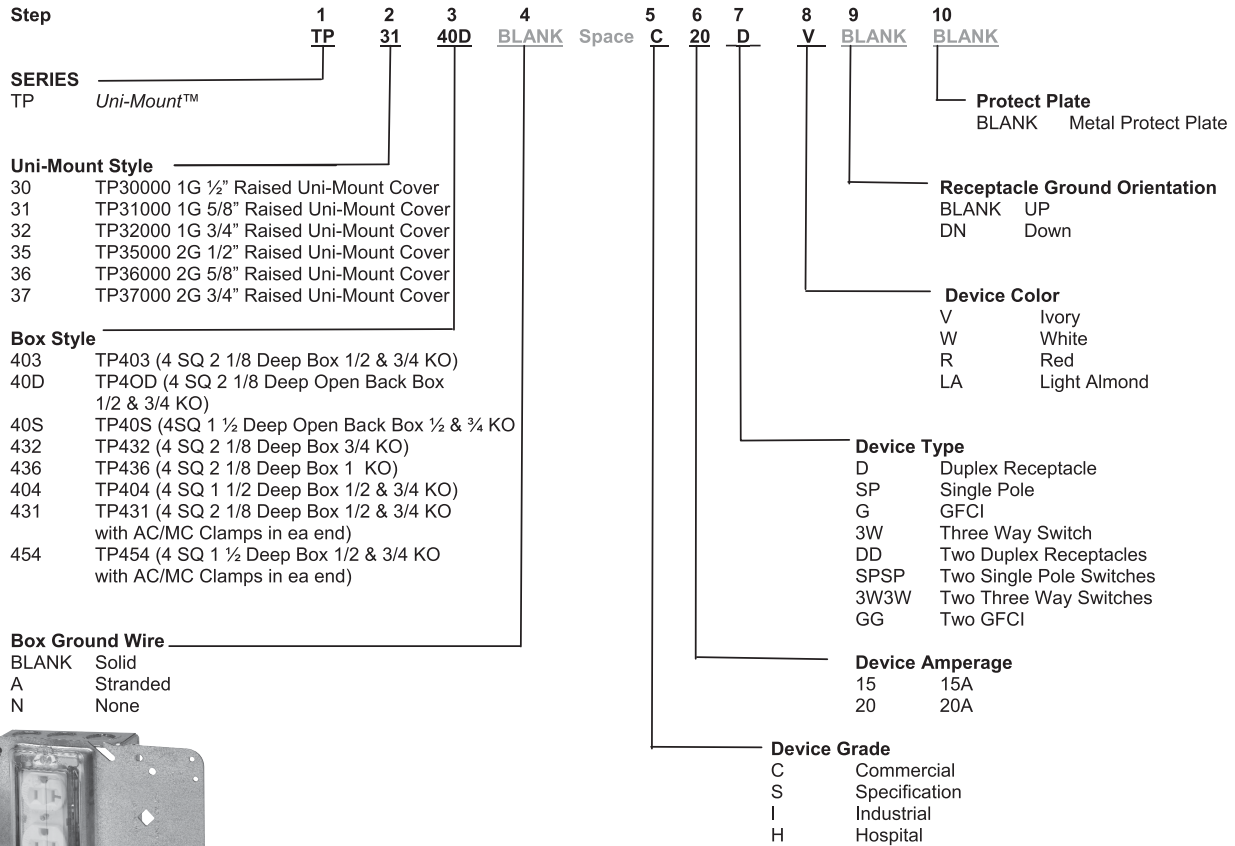 Step 1 2 3 4 5 6 7 8 9 10
TP 31 40D BLANK Space C 20 D V BLANK BLANK
SERIES
TP Uni-Mount™
Uni-Mount Style
30 TP30000 1G ½” Raised Uni-Mount Cover
31 TP31000 1G 5/8” Raised Uni-Mount Cover
32 TP32000 1G 3/4” Raised Uni-Mount Cover
35 TP35000 2G 1/2” Raised Uni-Mount Cover
36 TP36000 2G 5/8” Raised Uni-Mount Cover
37 TP37000 2G 3/4” Raised Uni-Mount Cover
Box Style
403 TP403 (4 SQ 2 1/8 Deep Box 1/2 & 3/4 KO)
40D TP4OD (4 SQ 2 1/8 Deep Open Back Box
1/2 & 3/4 KO)
40S TP40S (4SQ 1 ½ Deep Open Back Box ½ & ¾ KO
432 TP432 (4 SQ 2 1/8 Deep Box 3/4 KO)
436 TP436 (4 SQ 2 1/8 Deep Box 1 KO)
404 TP404 (4 SQ 1 1/2 Deep Box 1/2 & 3/4 KO)
431 TP431 (4 SQ 2 1/8 Deep Box 1/2 & 3/4 KO
with AC/MC Clamps in ea end)
454 TP454 (4 SQ 1 ½ Deep Box 1/2 & 3/4 KO
with AC/MC Clamps in ea end)
Box Ground Wire
BLANK Solid
A Stranded
N None
Protect Plate
BLANK Metal Protect Plate
Receptacle Ground Orientation
BLANK UP
DN Down
Device Color
V Ivory
W White
R Red
LA Light Almond
Device Type
D Duplex Receptacle
SP Single Pole
G GFCI
3W Three Way Switch
DD Two Duplex Receptacles
SPSP Two Single Pole Switches
3W3W Two Three Way Switches
GG Two GFCI
Device Amperage
15 15A
20 20A
Device Grade
C Commercial
S Specification
I Industrial
H Hospital